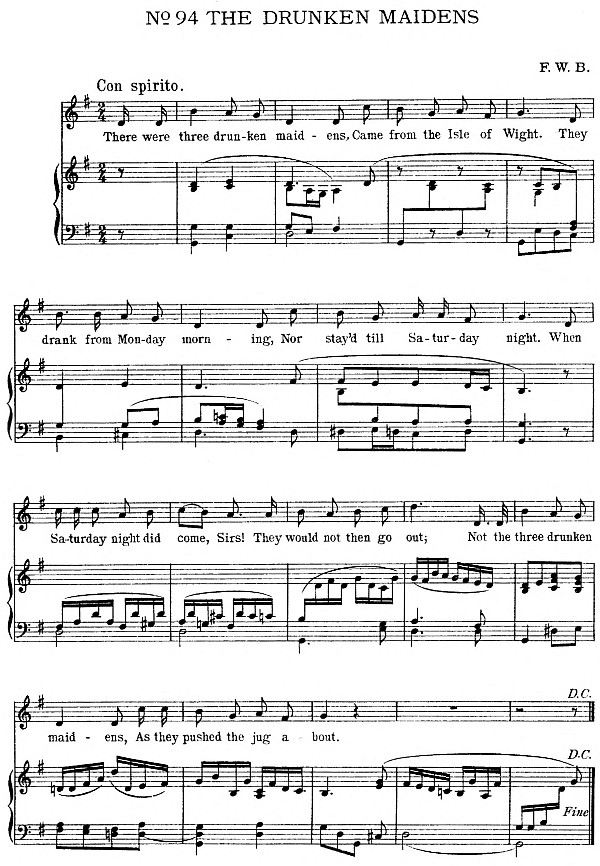 No 94 THE DRUNKEN MAIDENS
F. W. B.
Con spirito.
There were three drun-ken maid - ens, Came from the Isle of Wight. They
drank from Mon-day morn - ing, Nor stay'd till Sa-tur-day night. When
Sa-turday night did come, Sirs! They would not then go out; Not the three drunken
maid - ens, As they pushed the jug a - bout.
D.C.
D.C.
Fine